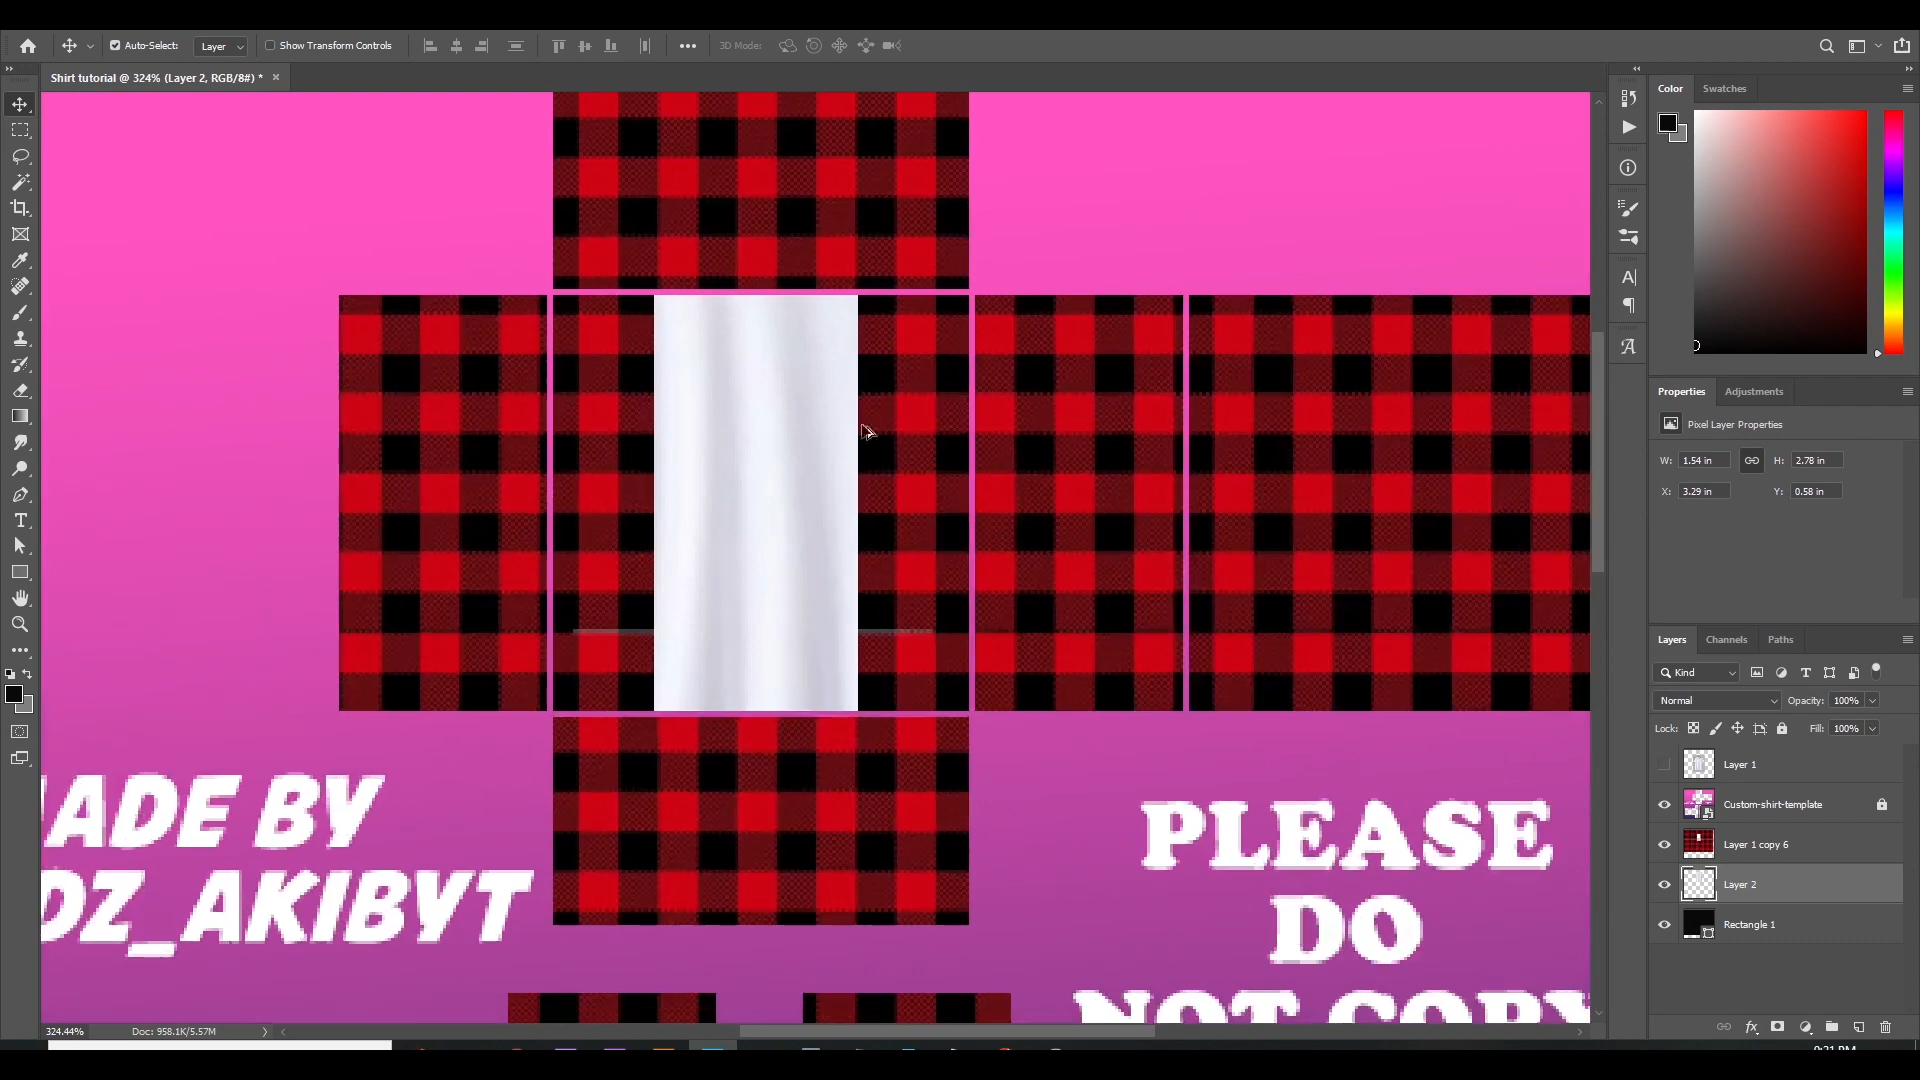 Auto-Select: Layer Show Transform Controls 3D Mode:
Shirt tutorial @ 324% (Layer 2, RGB/8#) *
Color Swatches
Properties Adjustments
Pixel Layer Properties
W: 1.54 in H: 2.78 in
X: 3.29 in Y: 0.58 in
Layers Channels Paths
Kind
Normal Opacity: 100%
Lock: Fill: 100%
Layer 1
Custom-shirt-template
Layer 1 copy 6
Layer 2
Rectangle 1
ADE BY
DZ_AKIBYT
PLEASE
DO
NOT COPY
324.44% Doc: 958.1K/5.57M